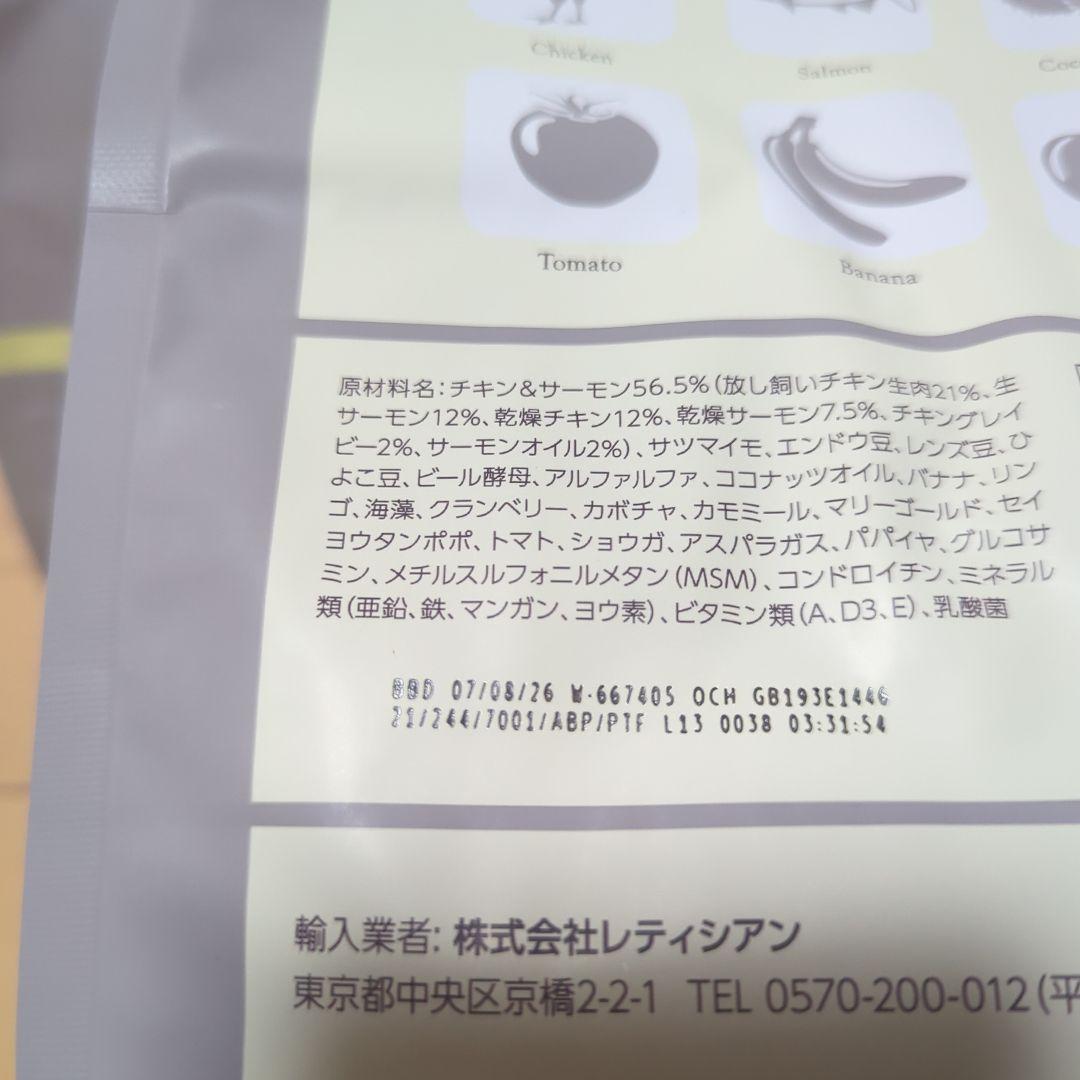 Chicken
Salmon
Tomato
Banana
原材料名:チキン&サーモン56.5%(放し飼いチキン生肉21%、生
サーモン12%、乾燥チキン12%、乾燥サーモン7.5%、チキングレイ
ビー2%、サーモンオイル2%)、サツマイモ、エンドウ豆、レンズ豆、ひ
よこ豆、ビール酵母、アルファルファ、ココナッツオイル、バナナ、リン
ゴ、海藻、クランベリー、カボチャ、カモミール、マリーゴールド、セイ
ヨウタンポポ、トマト、ショウガ、アスパラガス、パパイヤ、グルコサ
ミン、メチルスルフォニルメタン(MSM)、コンドロイチン、ミネラル
類(亜鉛、鉄、マンガン、ヨウ素)、ビタミン類(A、D3、E)、乳酸菌
BBD 07/08/26 W-667405 OCH GB193E1446
21/244/7001/ABP/PTF L13 0038 03:31:54
輸入業者: 株式会社レティシアン
東京都中央区京橋2-2-1 TEL 0570-200-012(平